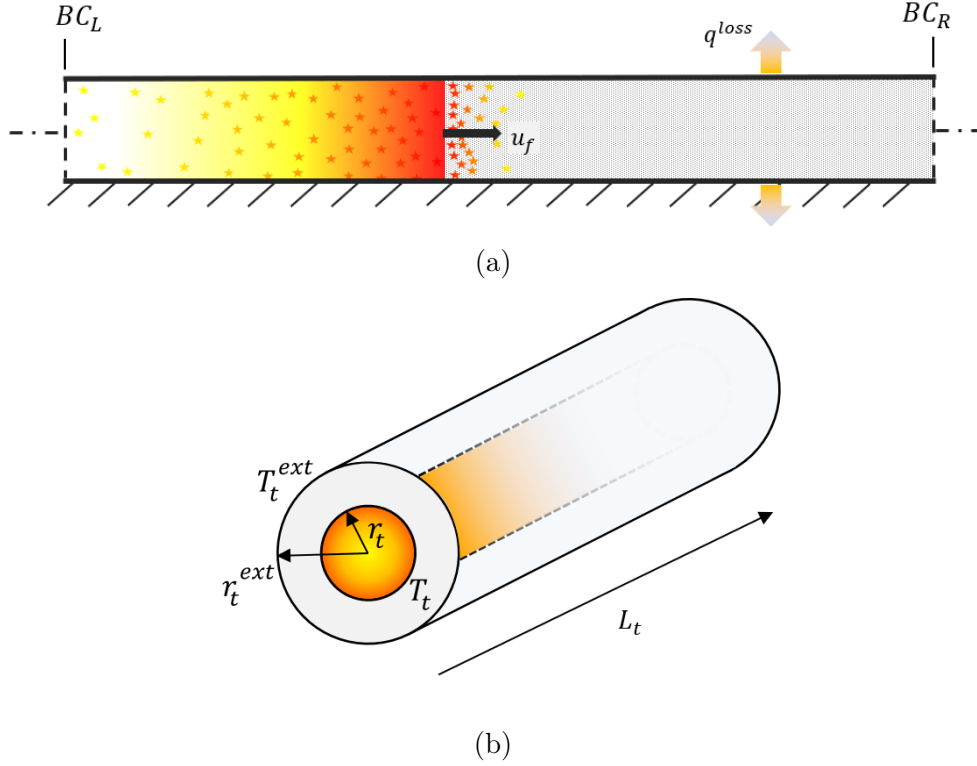 BC_L
q^loss
BC_R
u_f
(a)
T_t^ext
r_t
r_t^ext
T_t
L_t
(b)